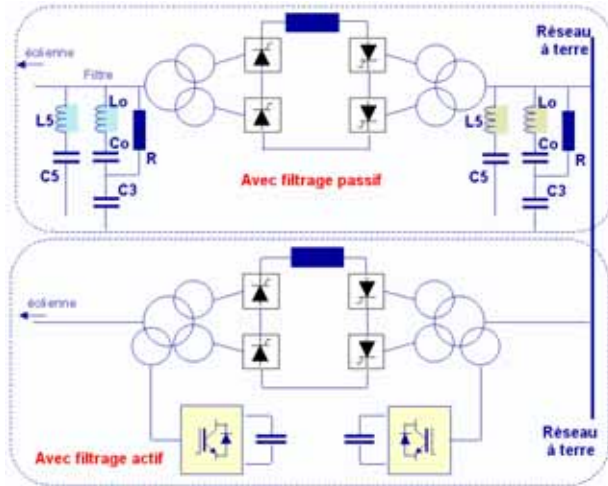 Réseau
à terre
éolienne
Filtre
L5
Lo
Co
R
C5
C3
Avec filtrage passif
L5
Lo
Co
R
C5
C3
éolienne
Avec filtrage actif
Réseau
à terre